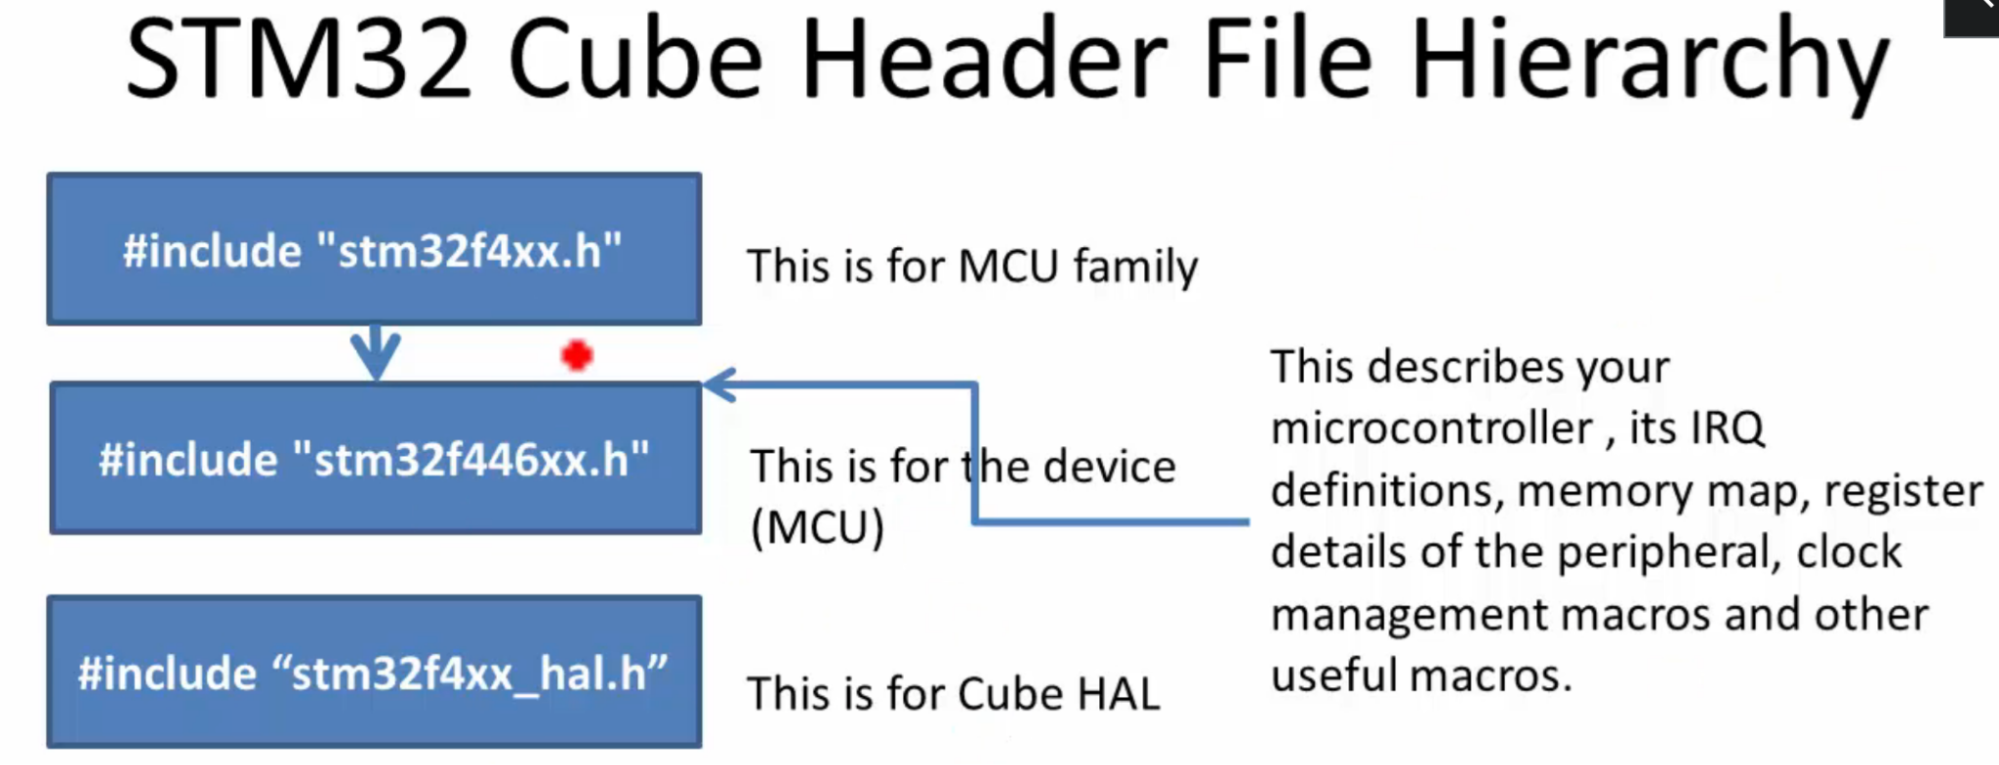 STM32 Cube Header File Hierarchy
#include "stm32f4xx.h"
This is for MCU family
#include "stm32f446xx.h"
This is for the device
(MCU)
This describes your
microcontroller , its IRQ
definitions, memory map, register
details of the peripheral, clock
management macros and other
useful macros.
#include “stm32f4xx_hal.h”
This is for Cube HAL